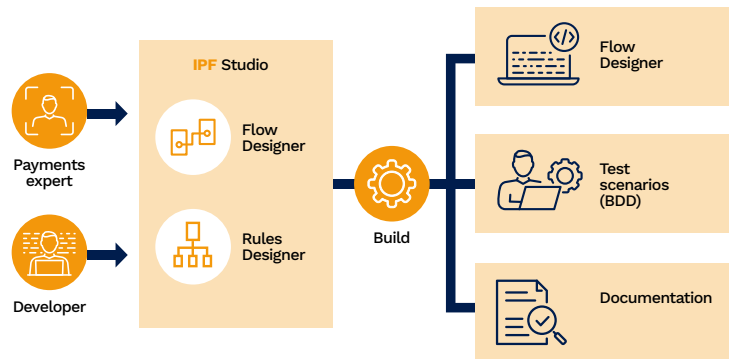 Payments
expert
Developer
IPF Studio
Flow
Designer
Rules
Designer
Build
</>
Flow
Designer
Test
scenarios
(BDD)
Documentation